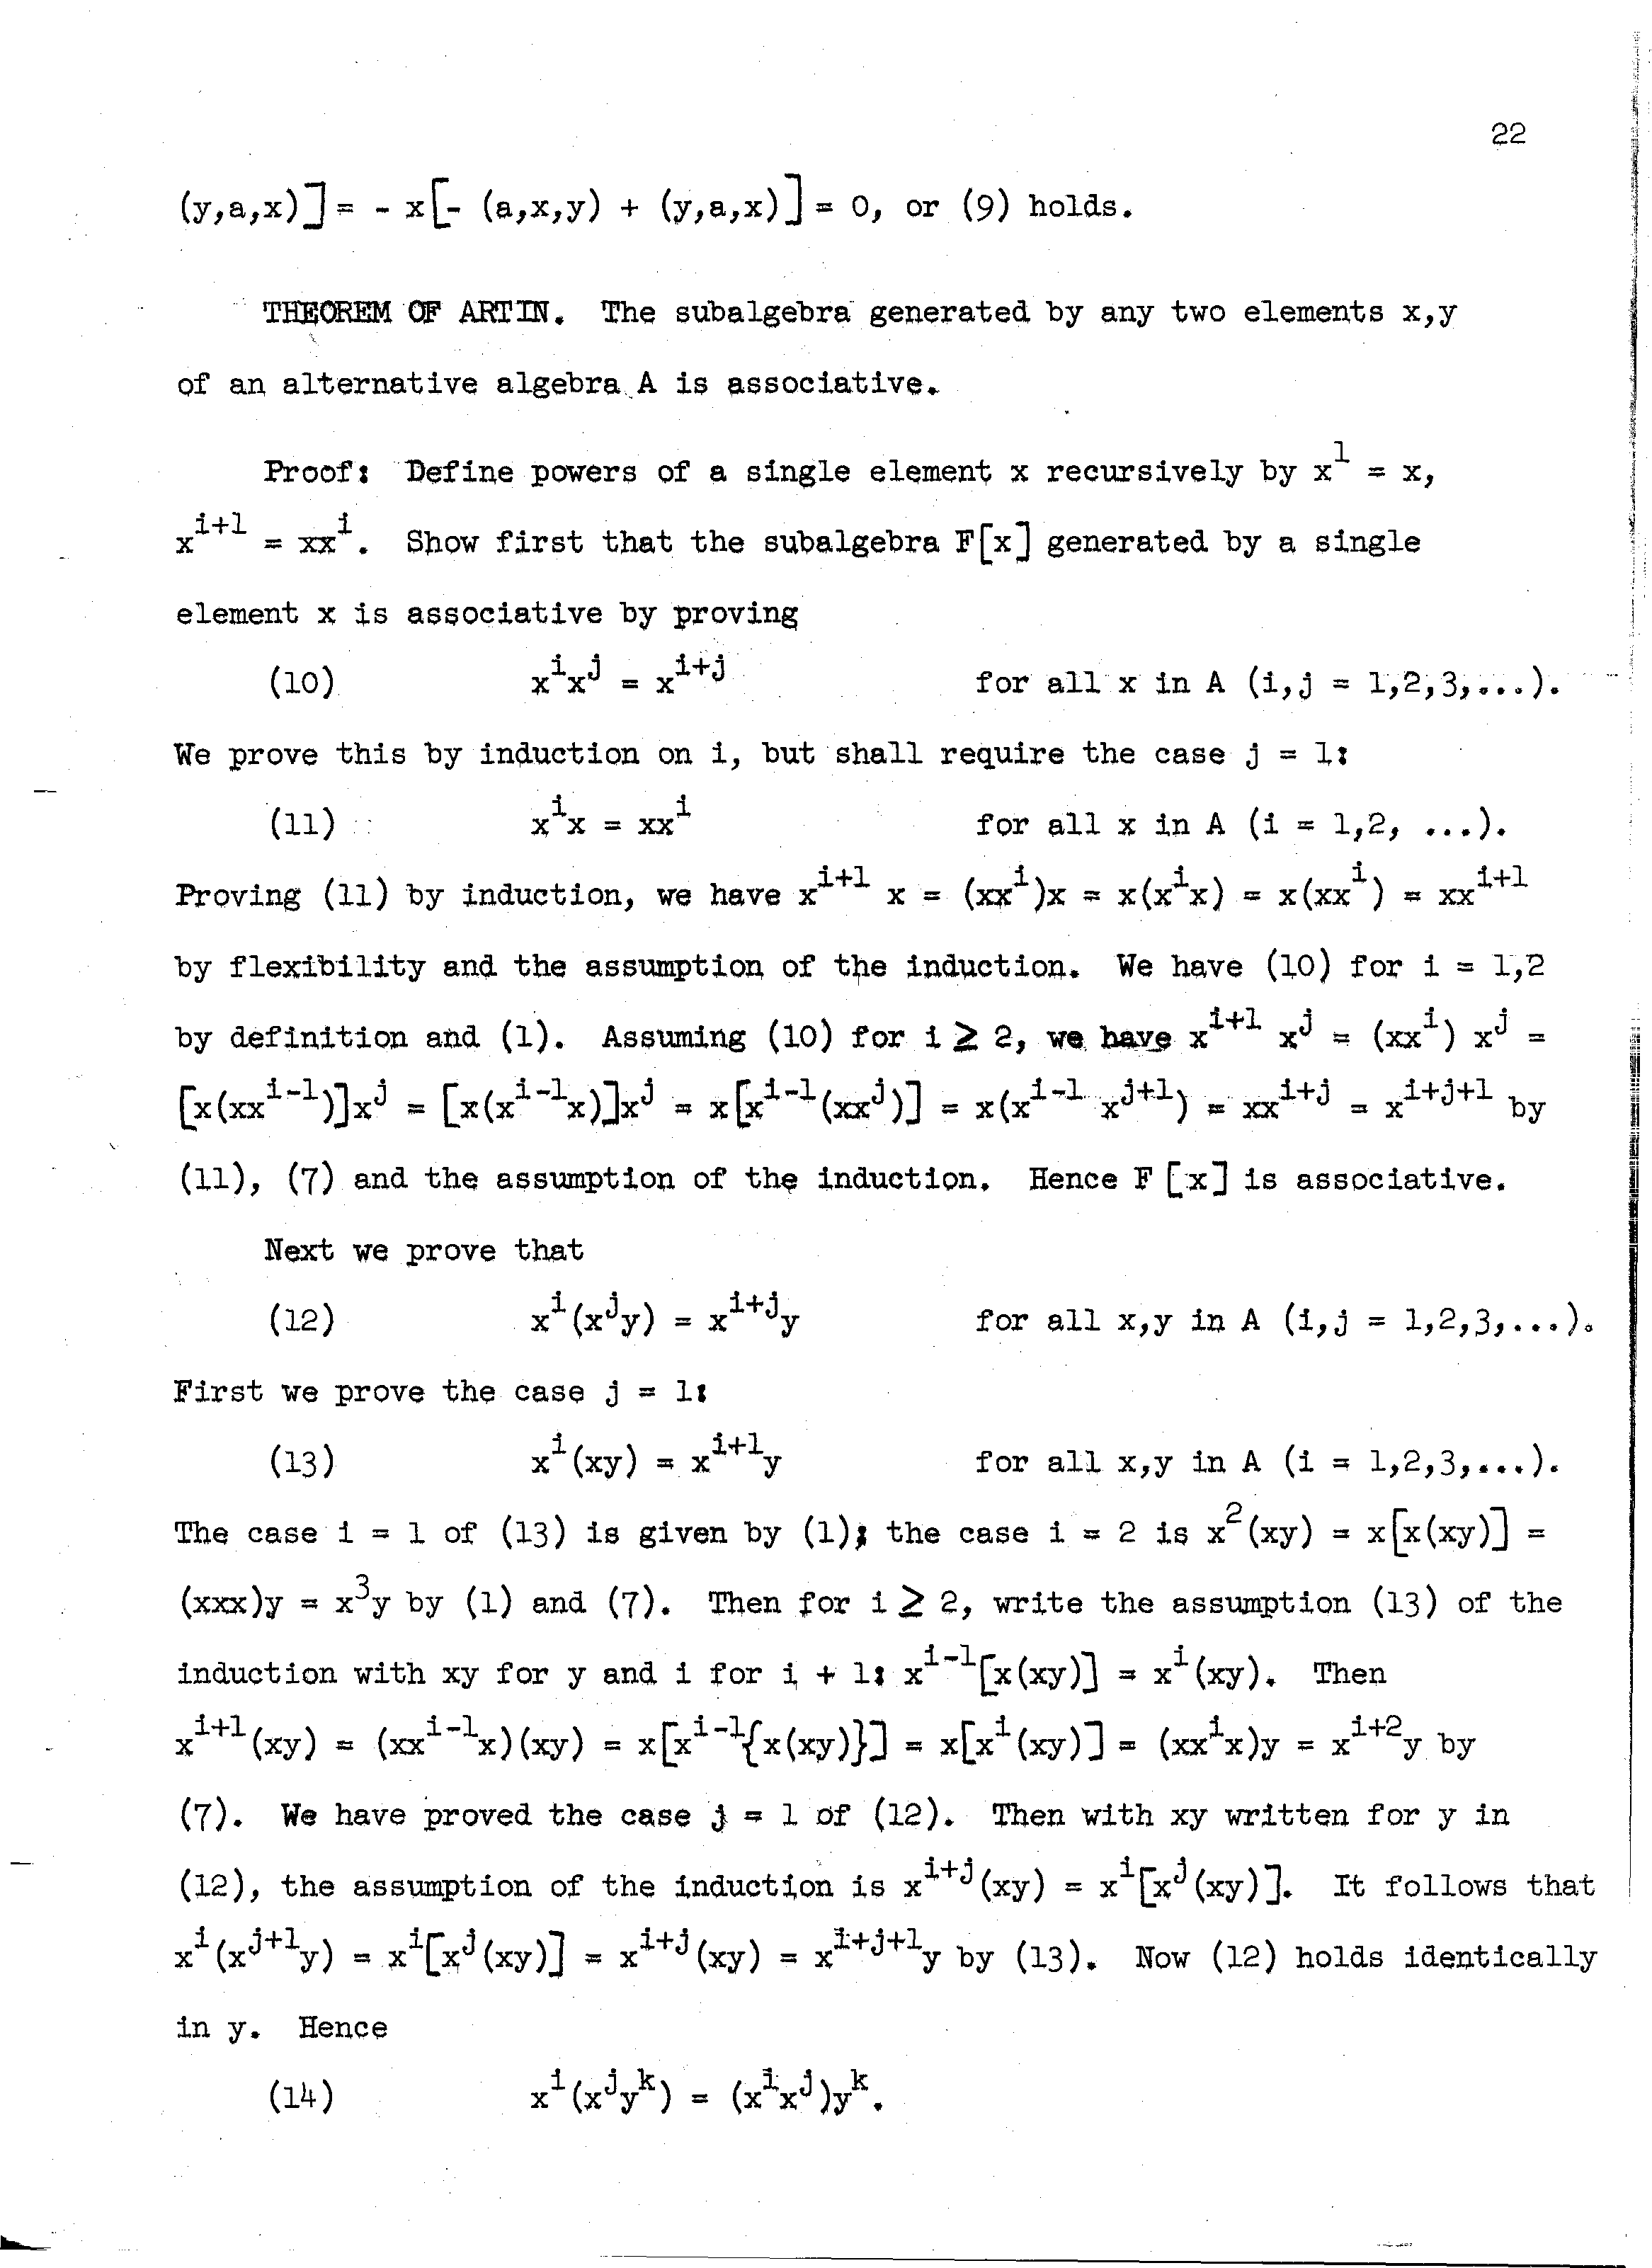 22
(y,a,x)] = - x[- (a,x,y) + (y,a,x)] = 0, or (9) holds.
THEOREM OF ARTIN. The subalgebra generated by any two elements x,y
of an alternative algebra A is associative.
Proof: Define powers of a single element x recursively by x^1 = x,
x^{i+1} = xx^i. Show first that the subalgebra F[x] generated by a single
element x is associative by proving
(10) x^i x^j = x^{i+j} for all x in A (i,j = 1,2,3,...).
We prove this by induction on i, but shall require the case j = 1:
(11) x^i x = xx^i for all x in A (i = 1,2, ...).
Proving (11) by induction, we have x^{i+1} x = (xx^i)x = x(x^i x) = x(xx^i) = xx^{i+1}
by flexibility and the assumption of the induction. We have (10) for i = 1,2
by definition and (1). Assuming (10) for i ≥ 2, we have x^{i+1} x^j = (xx^i) x^j =
[x(xx^{i-1})]x^j = [x(x^{i-1}x)]x^j = x[x^{i-1}(xx^j)] = x(x^{i-1} x^{j+1}) = xx^{i+j} = x^{i+j+1} by
(11), (7) and the assumption of the induction. Hence F [x] is associative.
Next we prove that
(12) x^i(x^j y) = x^{i+j}y for all x,y in A (i,j = 1,2,3,...).
First we prove the case j = 1:
(13) x^i(xy) = x^{i+1}y for all x,y in A (i = 1,2,3,...).
The case i = 1 of (13) is given by (1); the case i = 2 is x^2(xy) = x[x(xy)] =
(xxx)y = x^3y by (1) and (7). Then for i ≥ 2, write the assumption (13) of the
induction with xy for y and i for i + 1: x^{i-1}[x(xy)] = x^i(xy). Then
x^{i+1}(xy) = (xx^{i-1}x)(xy) = x[x^{i-1}{x(xy)}] = x[x^i(xy)] = (xx^i x)y = x^{i+2}y by
(7). We have proved the case j = 1 of (12). Then with xy written for y in
(12), the assumption of the induction is x^{i+j}(xy) = x^i[x^j(xy)]. It follows that
x^i(x^{j+1}y) = x^i[x^j(xy)] = x^{i+j}(xy) = x^{i+j+1}y by (13). Now (12) holds identically
in y. Hence
(14) x^i(x^j y^k) = (x^i x^j)y^k.